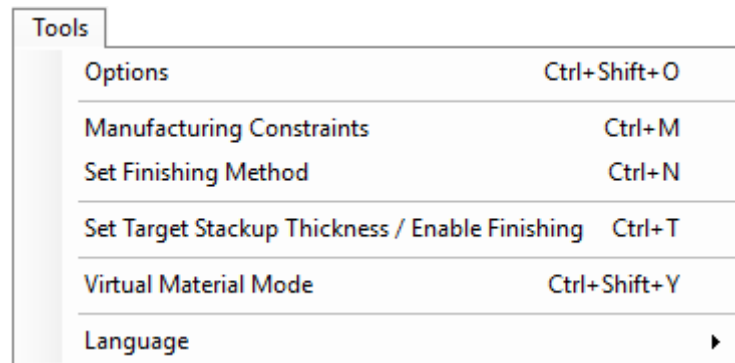 Tools
Options Ctrl+Shift+O
Manufacturing Constraints Ctrl+M
Set Finishing Method Ctrl+N
Set Target Stackup Thickness / Enable Finishing Ctrl+T
Virtual Material Mode Ctrl+Shift+Y
Language